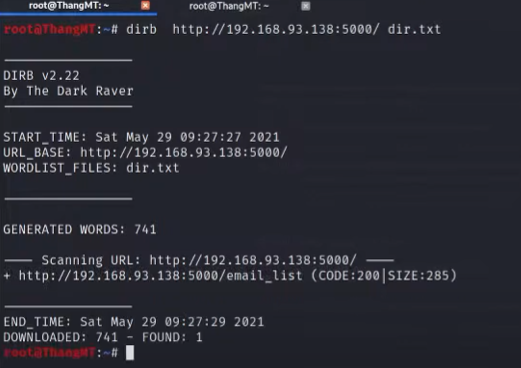 root@ThangMT: ~
root@ThangMT: ~
root@ThangMT:~# dirb  http://192.168.93.138:5000/ dir.txt
DIRB v2.22
By The Dark Raver
START_TIME: Sat May 29 09:27:27 2021
URL_BASE: http://192.168.93.138:5000/
WORDLIST_FILES: dir.txt
GENERATED WORDS: 741
---- Scanning URL: http://192.168.93.138:5000/ ----
+ http://192.168.93.138:5000/email_list (CODE:200|SIZE:285)
END_TIME: Sat May 29 09:27:29 2021
DOWNLOADED: 741 - FOUND: 1
root@ThangMT:~#